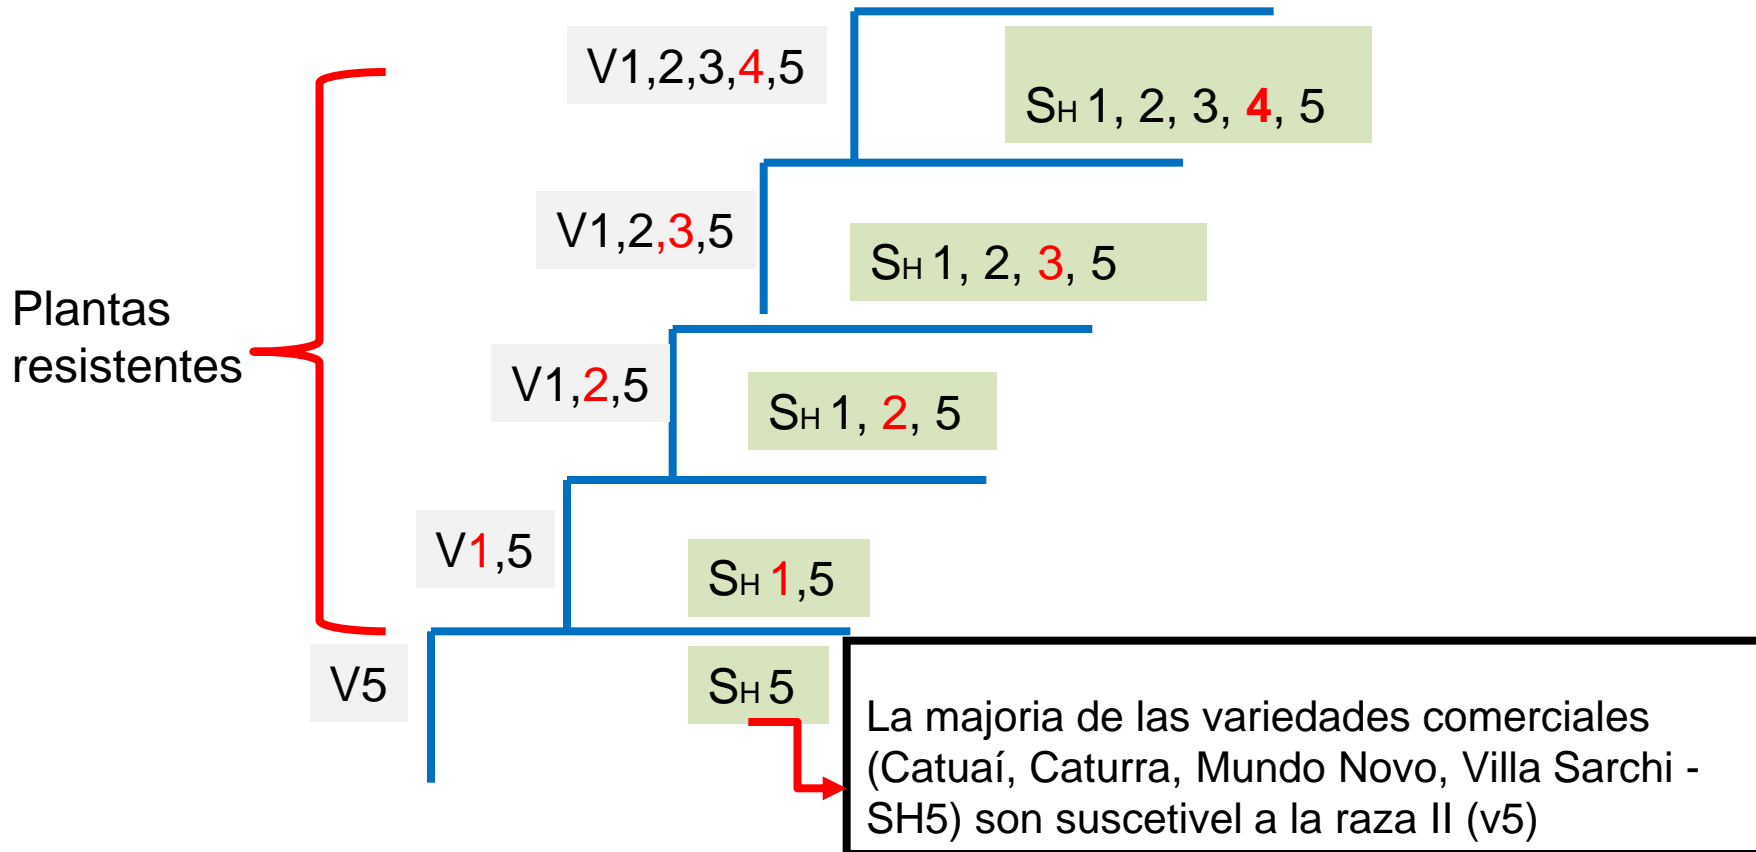 V1,2,3,4,5
SH 1, 2, 3, 4, 5
V1,2,3,5
SH 1, 2, 3, 5
Plantas
resistentes
V1,2,5
SH 1, 2, 5
V1,5
SH 1,5
V5
SH 5
La majoria de las variedades comerciales
(Catuaí, Caturra, Mundo Novo, Villa Sarchi -
SH5) son suscetivel a la raza II (v5)